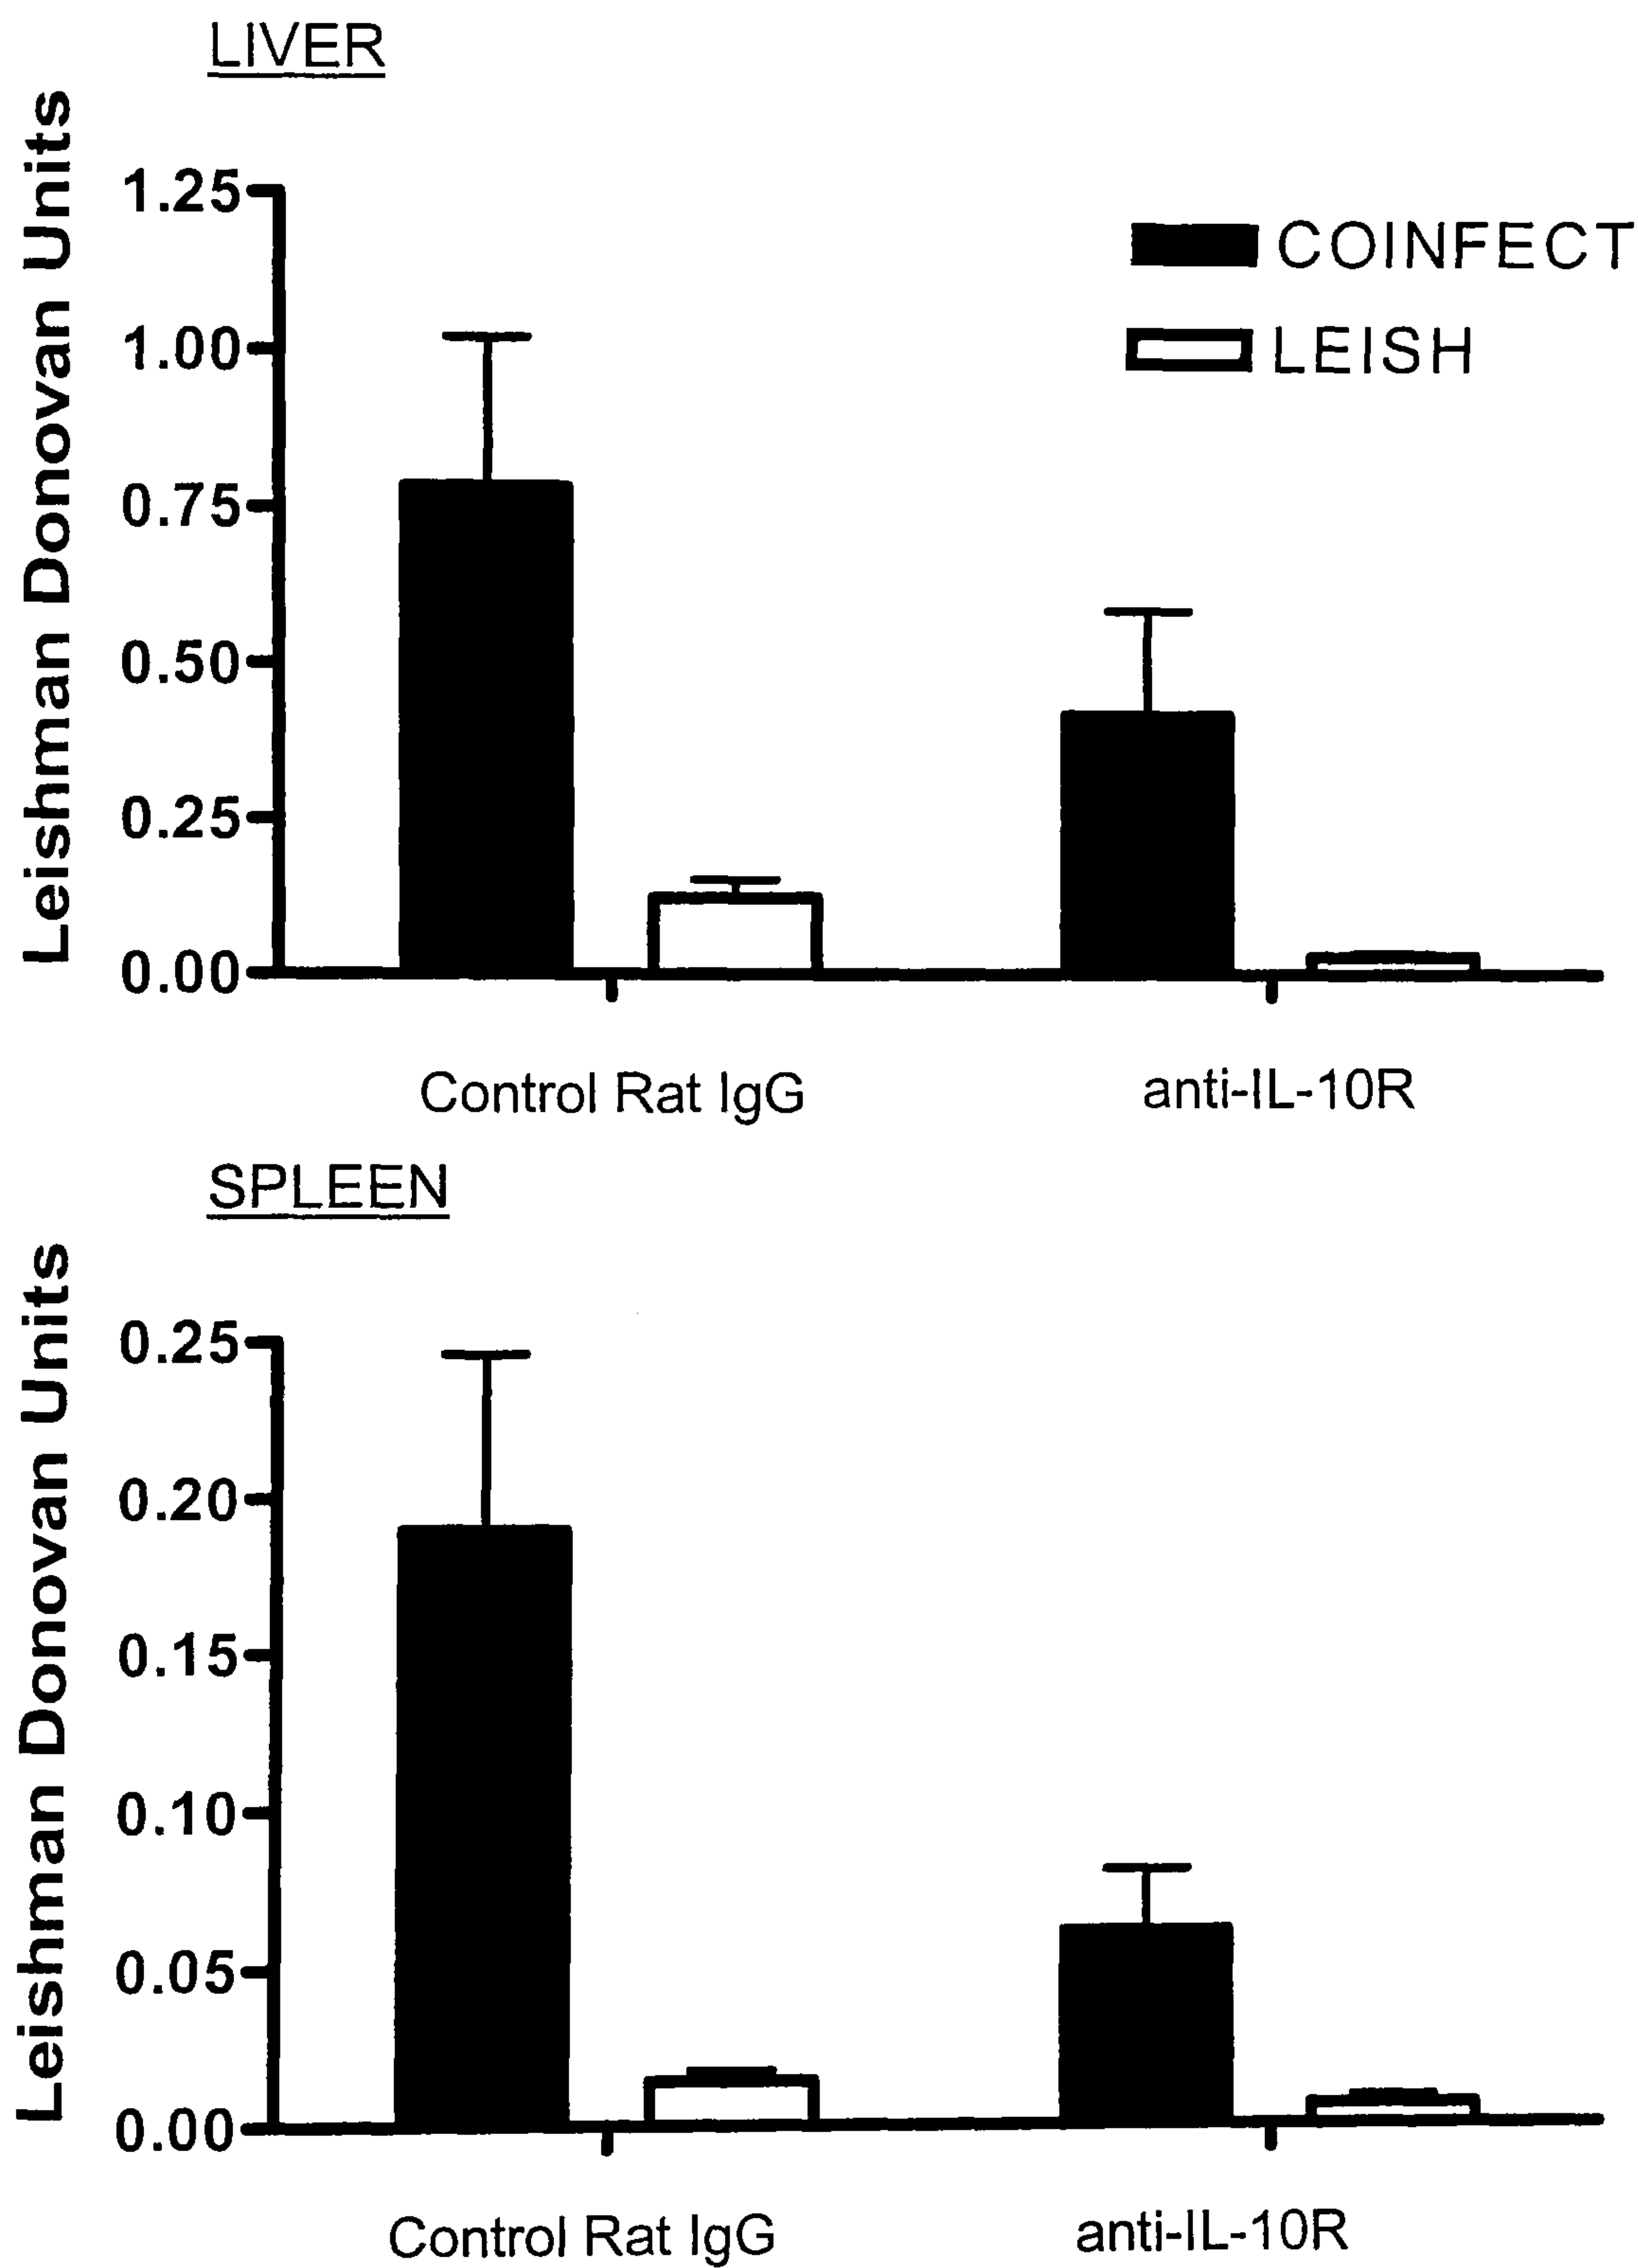 LIVER
Leishman Donovan Units
1.25
1.00
0.75
0.50
0.25
0.00
COINFECT
LEISH
Control Rat IgG
anti-IL-10R
SPLEEN
Leishman Donovan Units
0.25
0.20
0.15
0.10
0.05
0.00
Control Rat IgG
anti-IL-10R